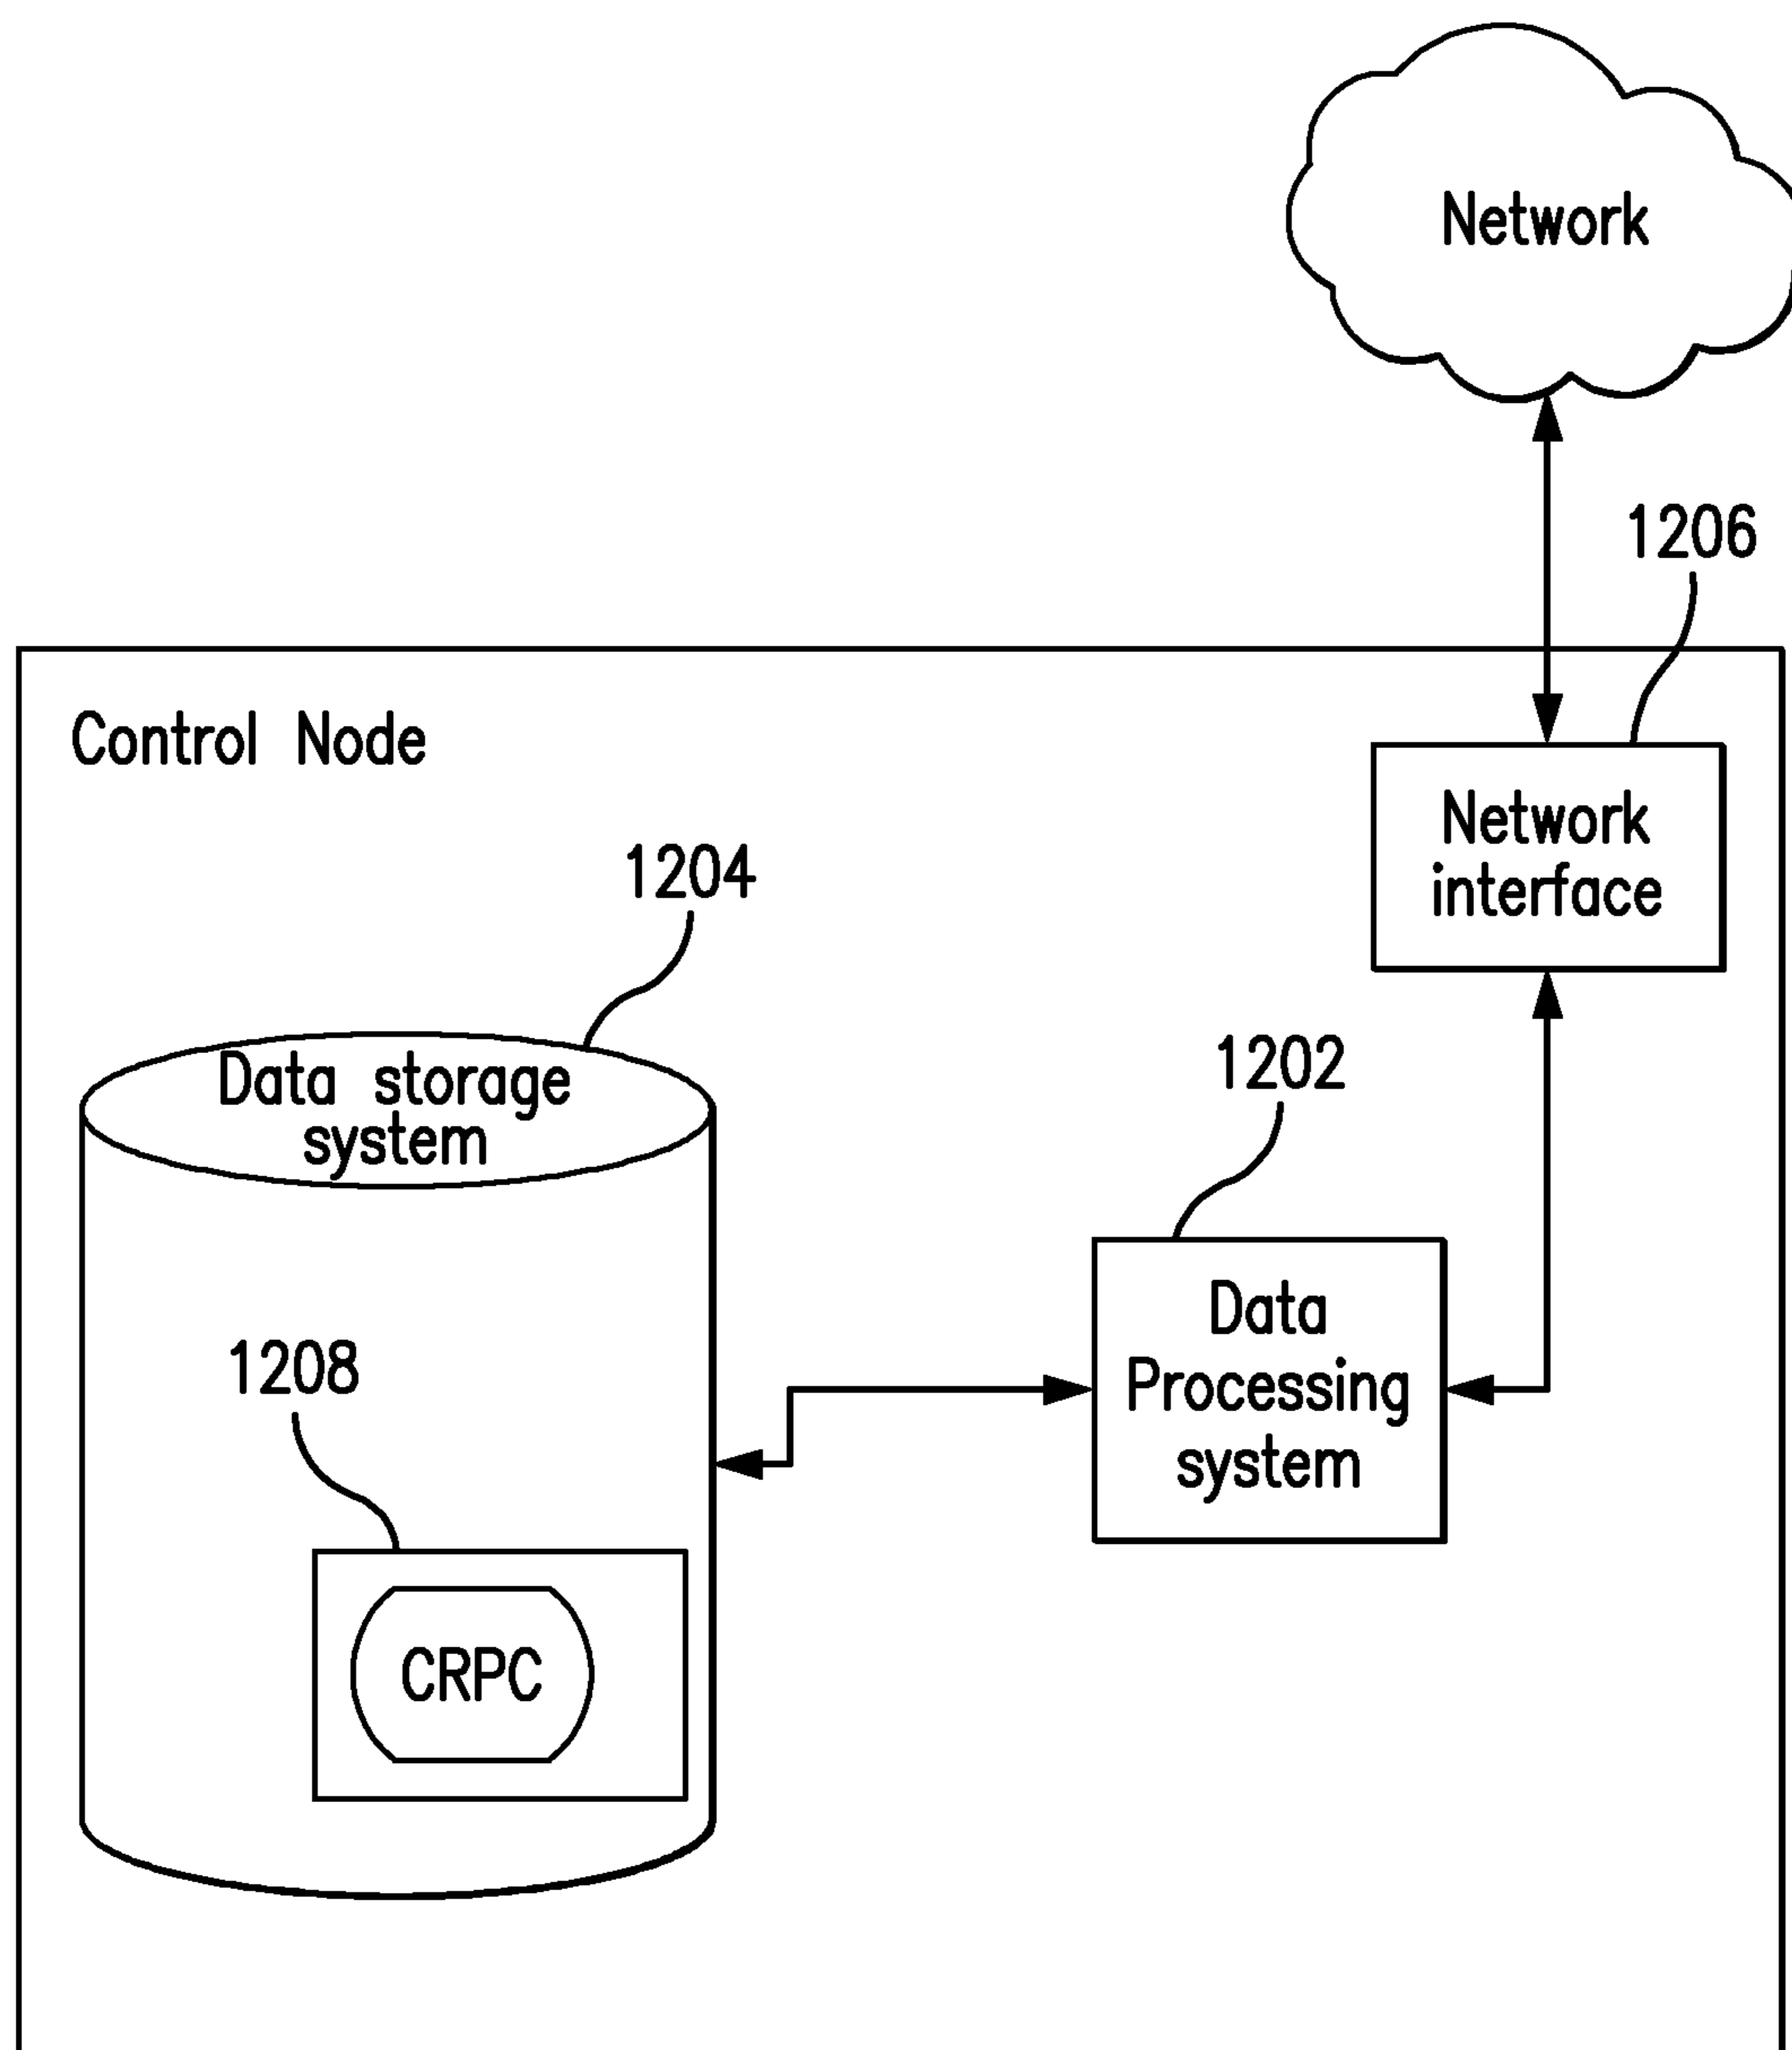 Network
1206
Control Node
Network
interface
1204
Data storage
system
1202
Data
Processing
system
1208
CRPC